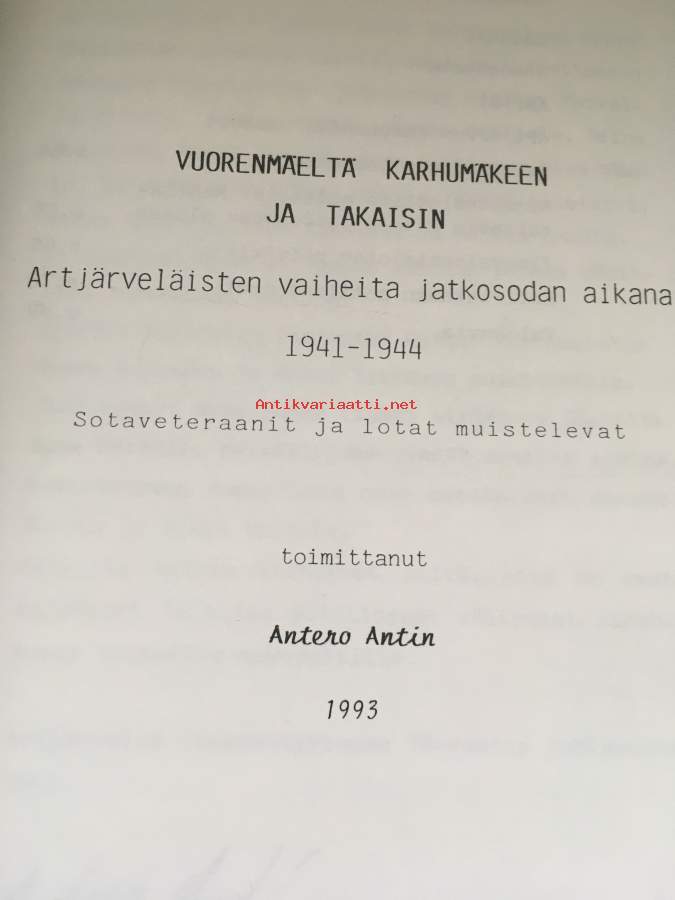 VUORENMÄELTÄ KARHUMÄKEEN
JA TAKAISIN
Artjärveläisten vaiheita jatkosodan aikana
1941-1944
Antikvariaatti.net
Sotaveteraanit ja lotat muistelevat
toimittanut
Antero Antin
1993